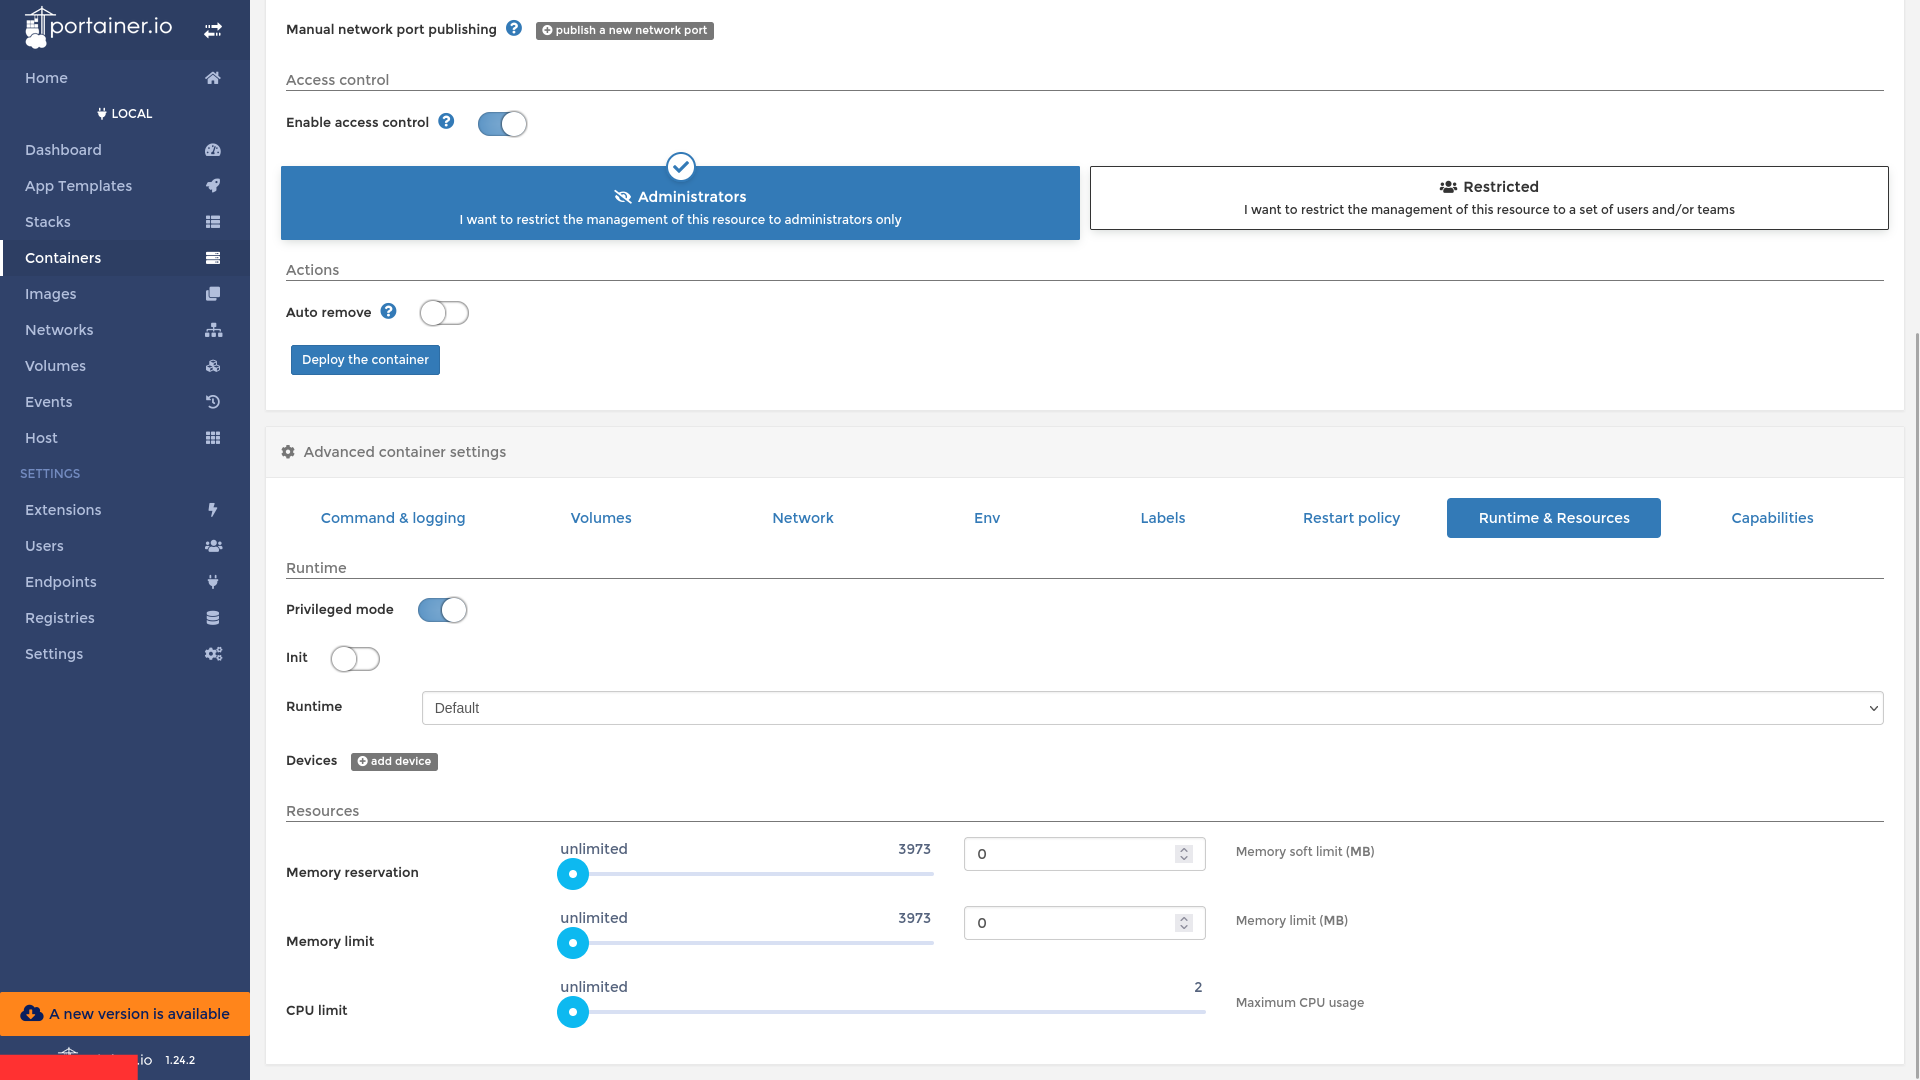 portainer.io
Home
LOCAL
Dashboard
App Templates
Stacks
Containers
Images
Networks
Volumes
Events
Host
SETTINGS
Extensions
Users
Endpoints
Registries
Settings
A new version is available
.io 1.24.2
Manual network port publishing publish a new network port
Access control
Enable access control
Administrators
I want to restrict the management of this resource to administrators only
Restricted
I want to restrict the management of this resource to a set of users and/or teams
Actions
Auto remove
Deploy the container
Advanced container settings
Command & logging Volumes Network Env Labels Restart policy Runtime & Resources Capabilities
Runtime
Privileged mode
Init
Runtime Default
Devices add device
Resources
Memory reservation unlimited 3973 0 Memory soft limit (MB)
Memory limit unlimited 3973 0 Memory limit (MB)
CPU limit unlimited 2 Maximum CPU usage